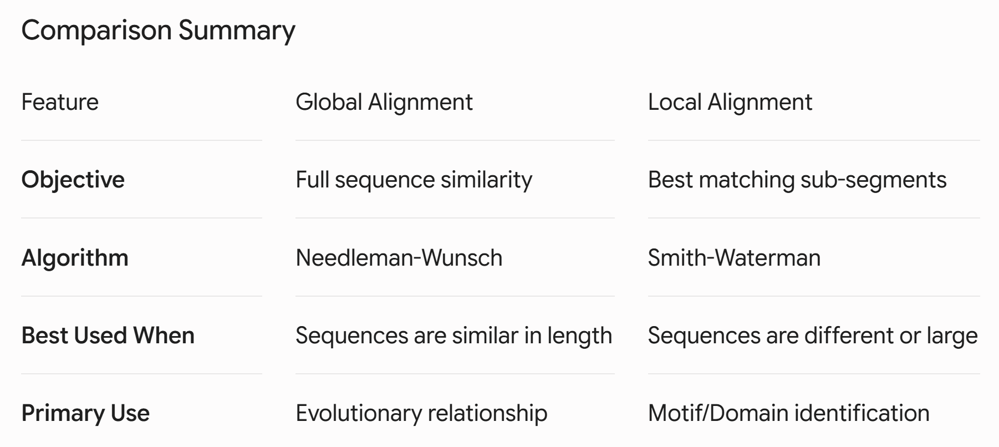 Comparison Summary
Feature Global Alignment Local Alignment
Objective Full sequence similarity Best matching sub-segments
Algorithm Needleman-Wunsch Smith-Waterman
Best Used When Sequences are similar in length Sequences are different or large
Primary Use Evolutionary relationship Motif/Domain identification